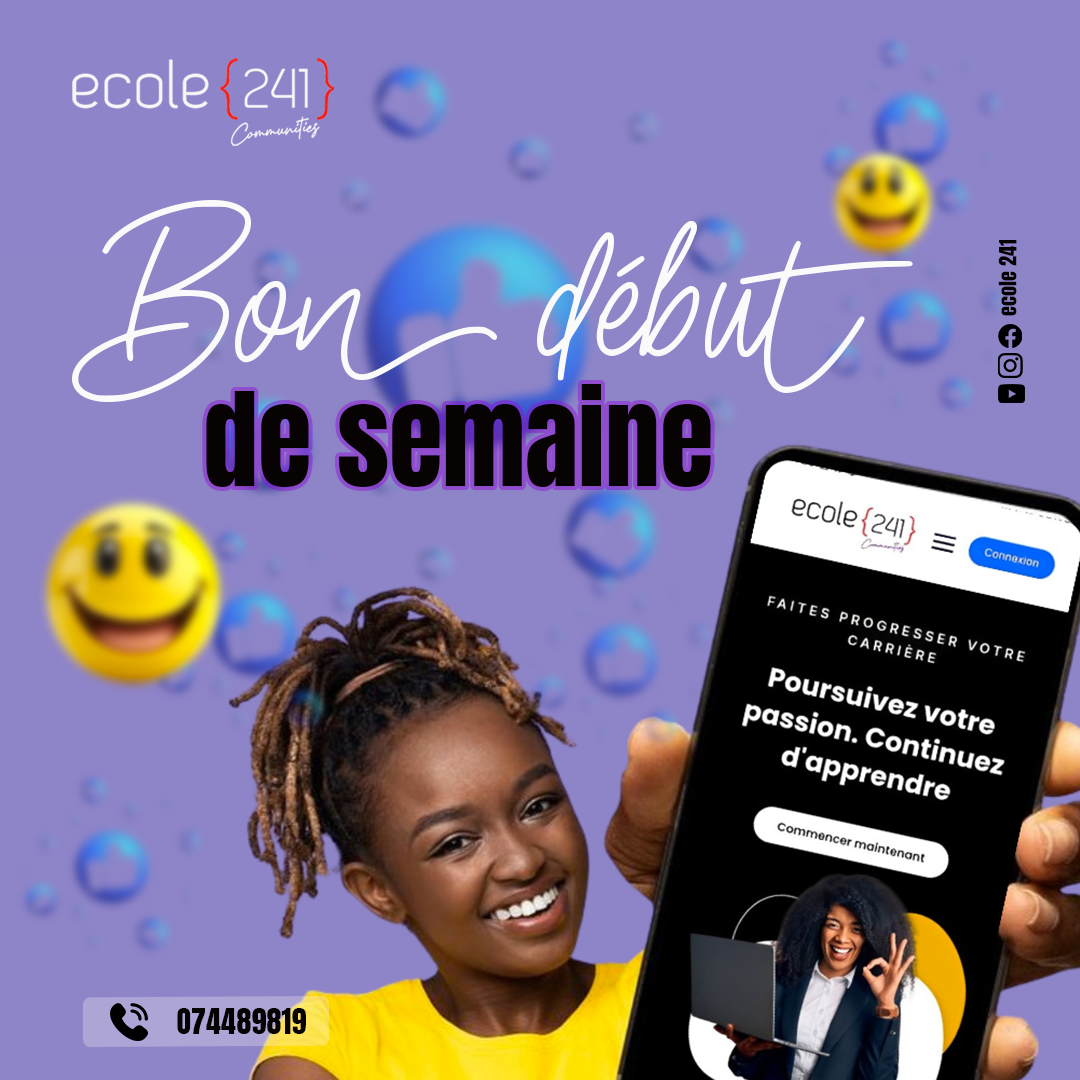 ecole {241}
Communities
Bon début
de semaine
ecole 241
ecole {241}
Communities
Connexion
FAITES PROGRESSER VOTRE
CARRIÈRE
Poursuivez votre
passion. Continuez
d'apprendre
Commencer maintenant
074489819